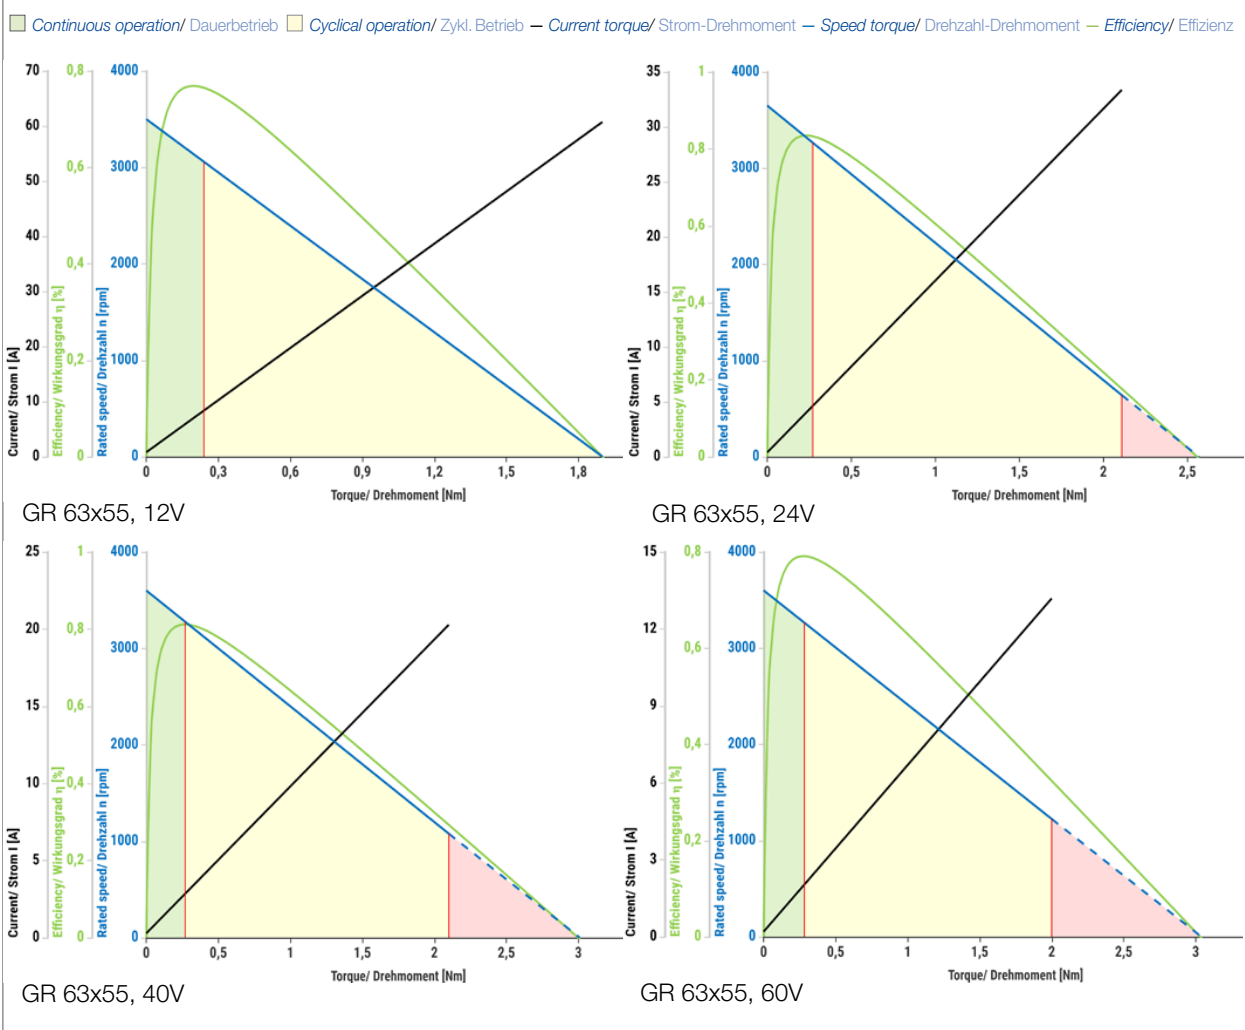 Continuous operation/ Dauerbetrieb Cyclical operation/ Zykl. Betrieb Current torque/ Strom-Drehmoment Speed torque/ Drehzahl-Drehmoment Efficiency/ Effizienz
70 60 50 40 30 20 10 0
Current/ Strom I [A]
0,8 0,6 0,4 0,2 0
Efficiency/ Wirkungsgrad η [%]
4000 3000 2000 1000 0
Rated speed/ Drehzahl n [rpm]
0 0,3 0,6 0,9 1,2 1,5 1,8
Torque/ Drehmoment [Nm]
GR 63x55, 12V
35 30 25 20 15 10 5 0
Current/ Strom I [A]
1 0,8 0,6 0,4 0,2 0
Efficiency/ Wirkungsgrad η [%]
4000 3000 2000 1000 0
Rated speed/ Drehzahl n [rpm]
0 0,5 1 1,5 2 2,5
Torque/ Drehmoment [Nm]
GR 63x55, 24V
25 20 15 10 5 0
Current/ Strom I [A]
1 0,8 0,6 0,4 0,2 0
Efficiency/ Wirkungsgrad η [%]
4000 3000 2000 1000 0
Rated speed/ Drehzahl n [rpm]
0 0,5 1 1,5 2 2,5 3
Torque/ Drehmoment [Nm]
GR 63x55, 40V
15 12 9 6 3 0
Current/ Strom I [A]
0,8 0,6 0,4 0,2 0
Efficiency/ Wirkungsgrad η [%]
4000 3000 2000 1000 0
Rated speed/ Drehzahl n [rpm]
0 0,5 1 1,5 2 2,5 3
Torque/ Drehmoment [Nm]
GR 63x55, 60V